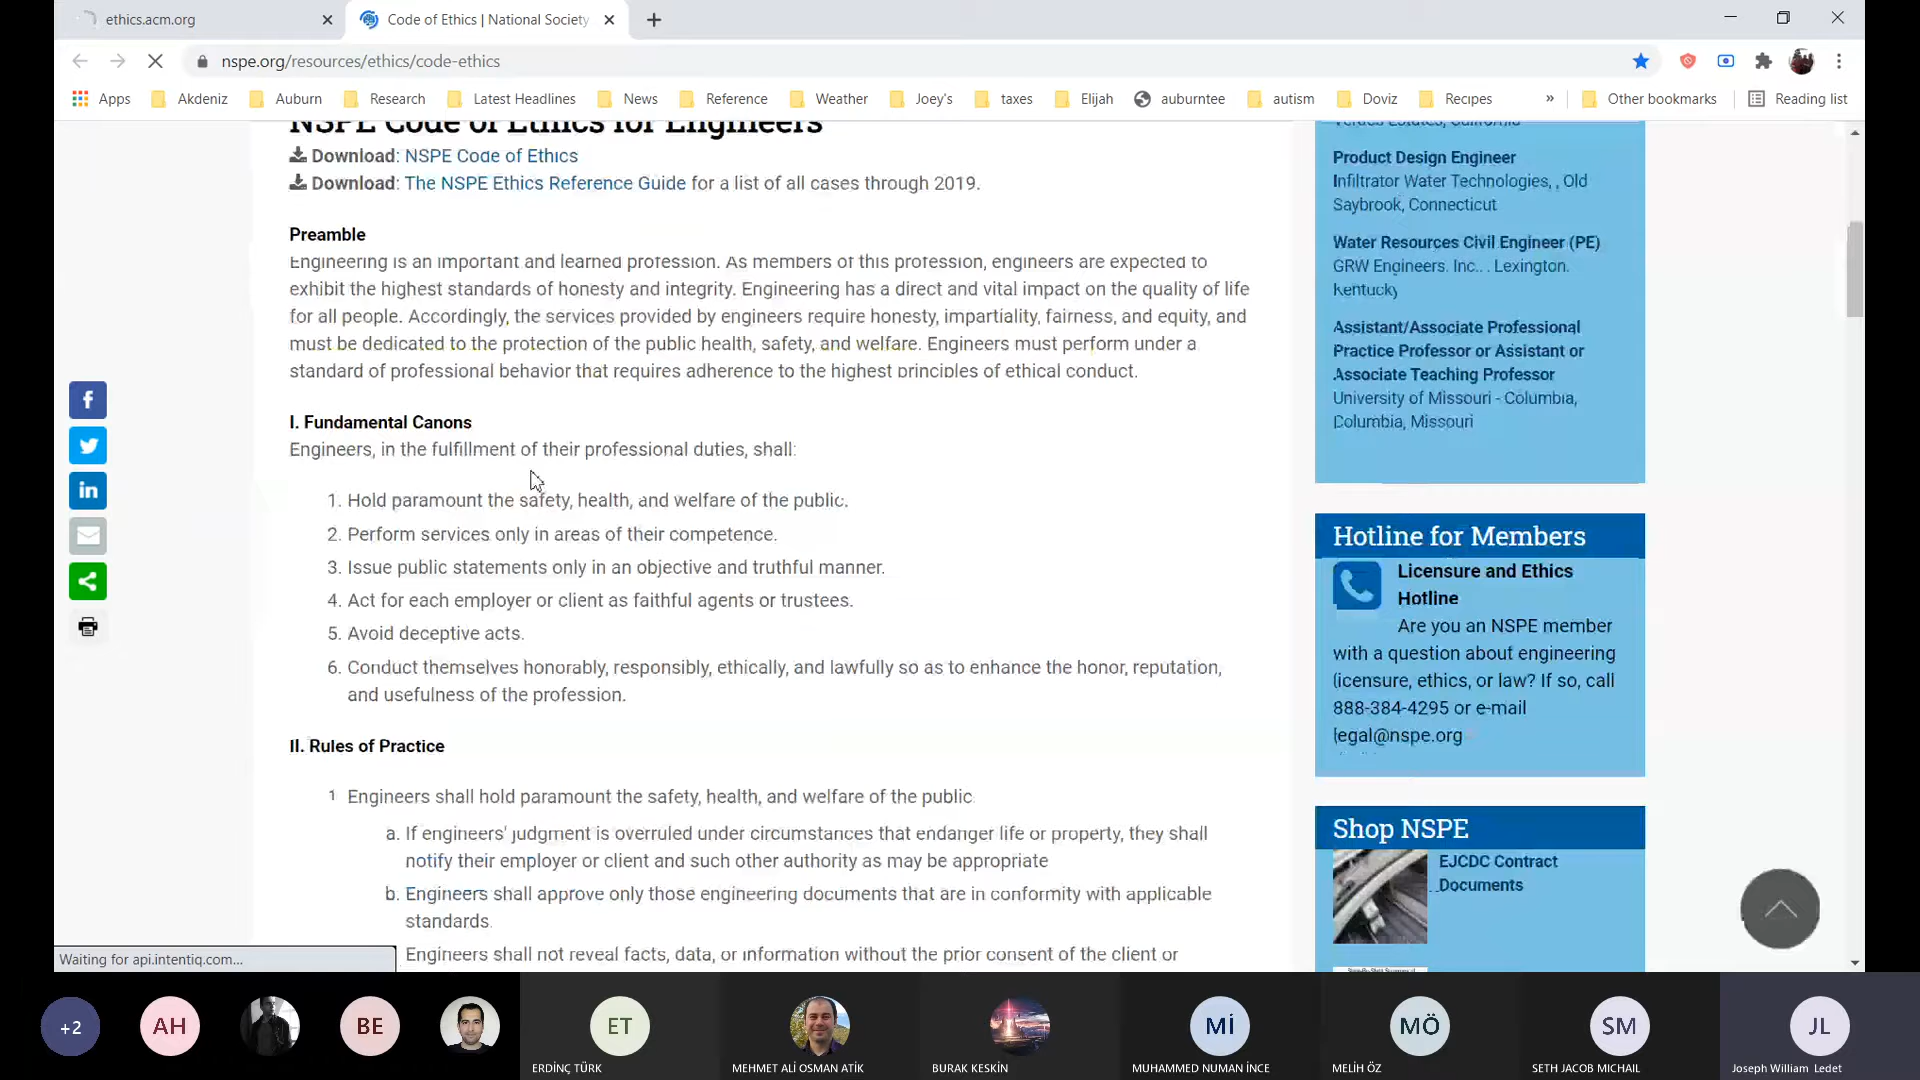 ethics.acm.org
Code of Ethics | National Society
nspe.org/resources/ethics/code-ethics
Apps
Akdeniz
Auburn
Research
Latest Headlines
News
Reference
Weather
Joey's
taxes
Elijah
auburntee
autism
Doviz
Recipes
»
Other bookmarks
Reading list
NSPE Code of Ethics for Engineers
Download: NSPE Code of Ethics
Download: The NSPE Ethics Reference Guide for a list of all cases through 2019.
Preamble
Engineering is an important and learned profession. As members of this profession, engineers are expected to
exhibit the highest standards of honesty and integrity. Engineering has a direct and vital impact on the quality of life
for all people. Accordingly, the services provided by engineers require honesty, impartiality, fairness, and equity, and
must be dedicated to the protection of the public health, safety, and welfare. Engineers must perform under a
standard of professional behavior that requires adherence to the highest principles of ethical conduct.
I. Fundamental Canons
Engineers, in the fulfillment of their professional duties, shall:
1. Hold paramount the safety, health, and welfare of the public.
2. Perform services only in areas of their competence.
3. Issue public statements only in an objective and truthful manner.
4. Act for each employer or client as faithful agents or trustees.
5. Avoid deceptive acts.
6. Conduct themselves honorably, responsibly, ethically, and lawfully so as to enhance the honor, reputation,
and usefulness of the profession.
II. Rules of Practice
1 Engineers shall hold paramount the safety, health, and welfare of the public
a. If engineers' judgment is overruled under circumstances that endanger life or property, they shall
notify their employer or client and such other authority as may be appropriate
b. Engineers shall approve only those engineering documents that are in conformity with applicable
standards.
Engineers shall not reveal facts, data, or information without the prior consent of the client or
Verdes Estates, California
Product Design Engineer
Infiltrator Water Technologies, , Old
Saybrook, Connecticut
Water Resources Civil Engineer (PE)
GRW Engineers. Inc.. . Lexington.
Kentucky
Assistant/Associate Professional
Practice Professor or Assistant or
Associate Teaching Professor
University of Missouri - Columbia,
Columbia, Missouri
Hotline for Members
Licensure and Ethics
Hotline
Are you an NSPE member
with a question about engineering
licensure, ethics, or law? If so, call
888-384-4295 or e-mail
legal@nspe.org
Shop NSPE
EJCDC Contract
Documents
Waiting for api.intentiq.com...
+2
AH
BE
ET
ERDİNÇ TÜRK
MEHMET ALİ OSMAN ATİK
BURAK KESKİN
Mİ
MUHAMMED NUMAN İNCE
MÖ
MELİH ÖZ
SM
SETH JACOB MICHAIL
JL
Joseph William Ledet